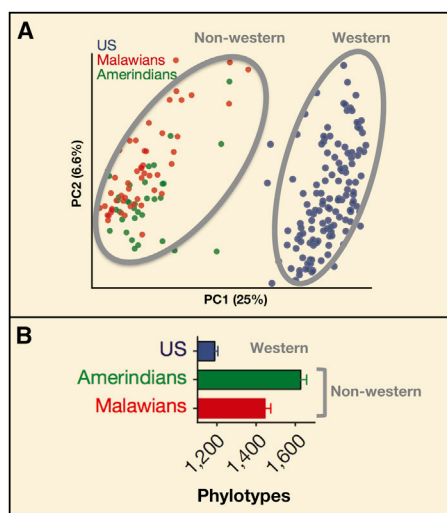 A
Non-western
Western
US
Malawians
Amerindians
PC2 (6.6%)
PC1 (25%)
B
US
Western
Amerindians
Non-western
Malawians
1,200
1,400
1,600
Phylotypes